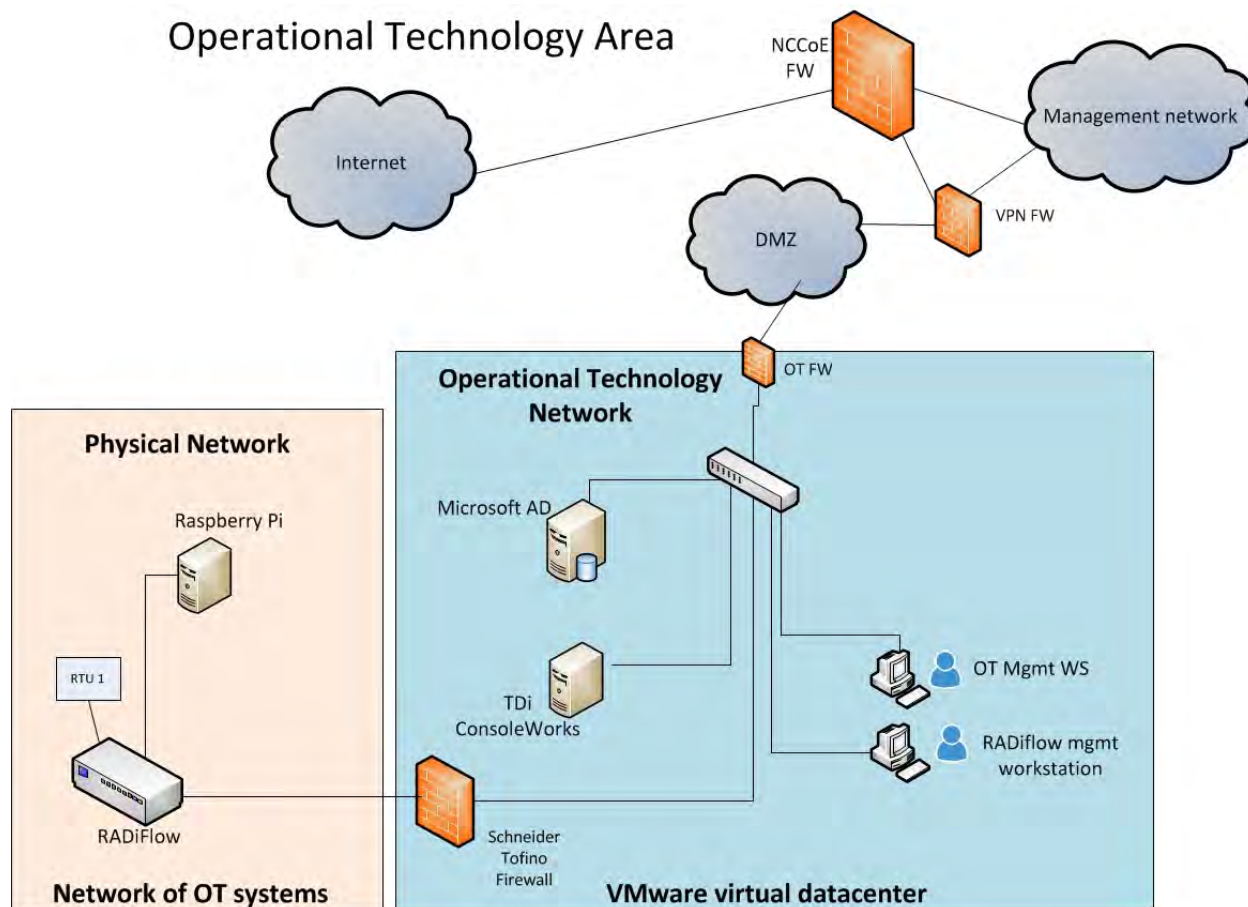 Operational Technology Area
NCCoE
FW
Internet
Management network
VPN FW
DMZ
OT FW
Operational Technology
Network
Physical Network
Raspberry Pi
Microsoft AD
RTU 1
TDi
ConsoleWorks
OT Mgmt WS
RADiflow mgmt
workstation
RADiFlow
Schneider
Tofino
Firewall
Network of OT systems
VMware virtual datacenter